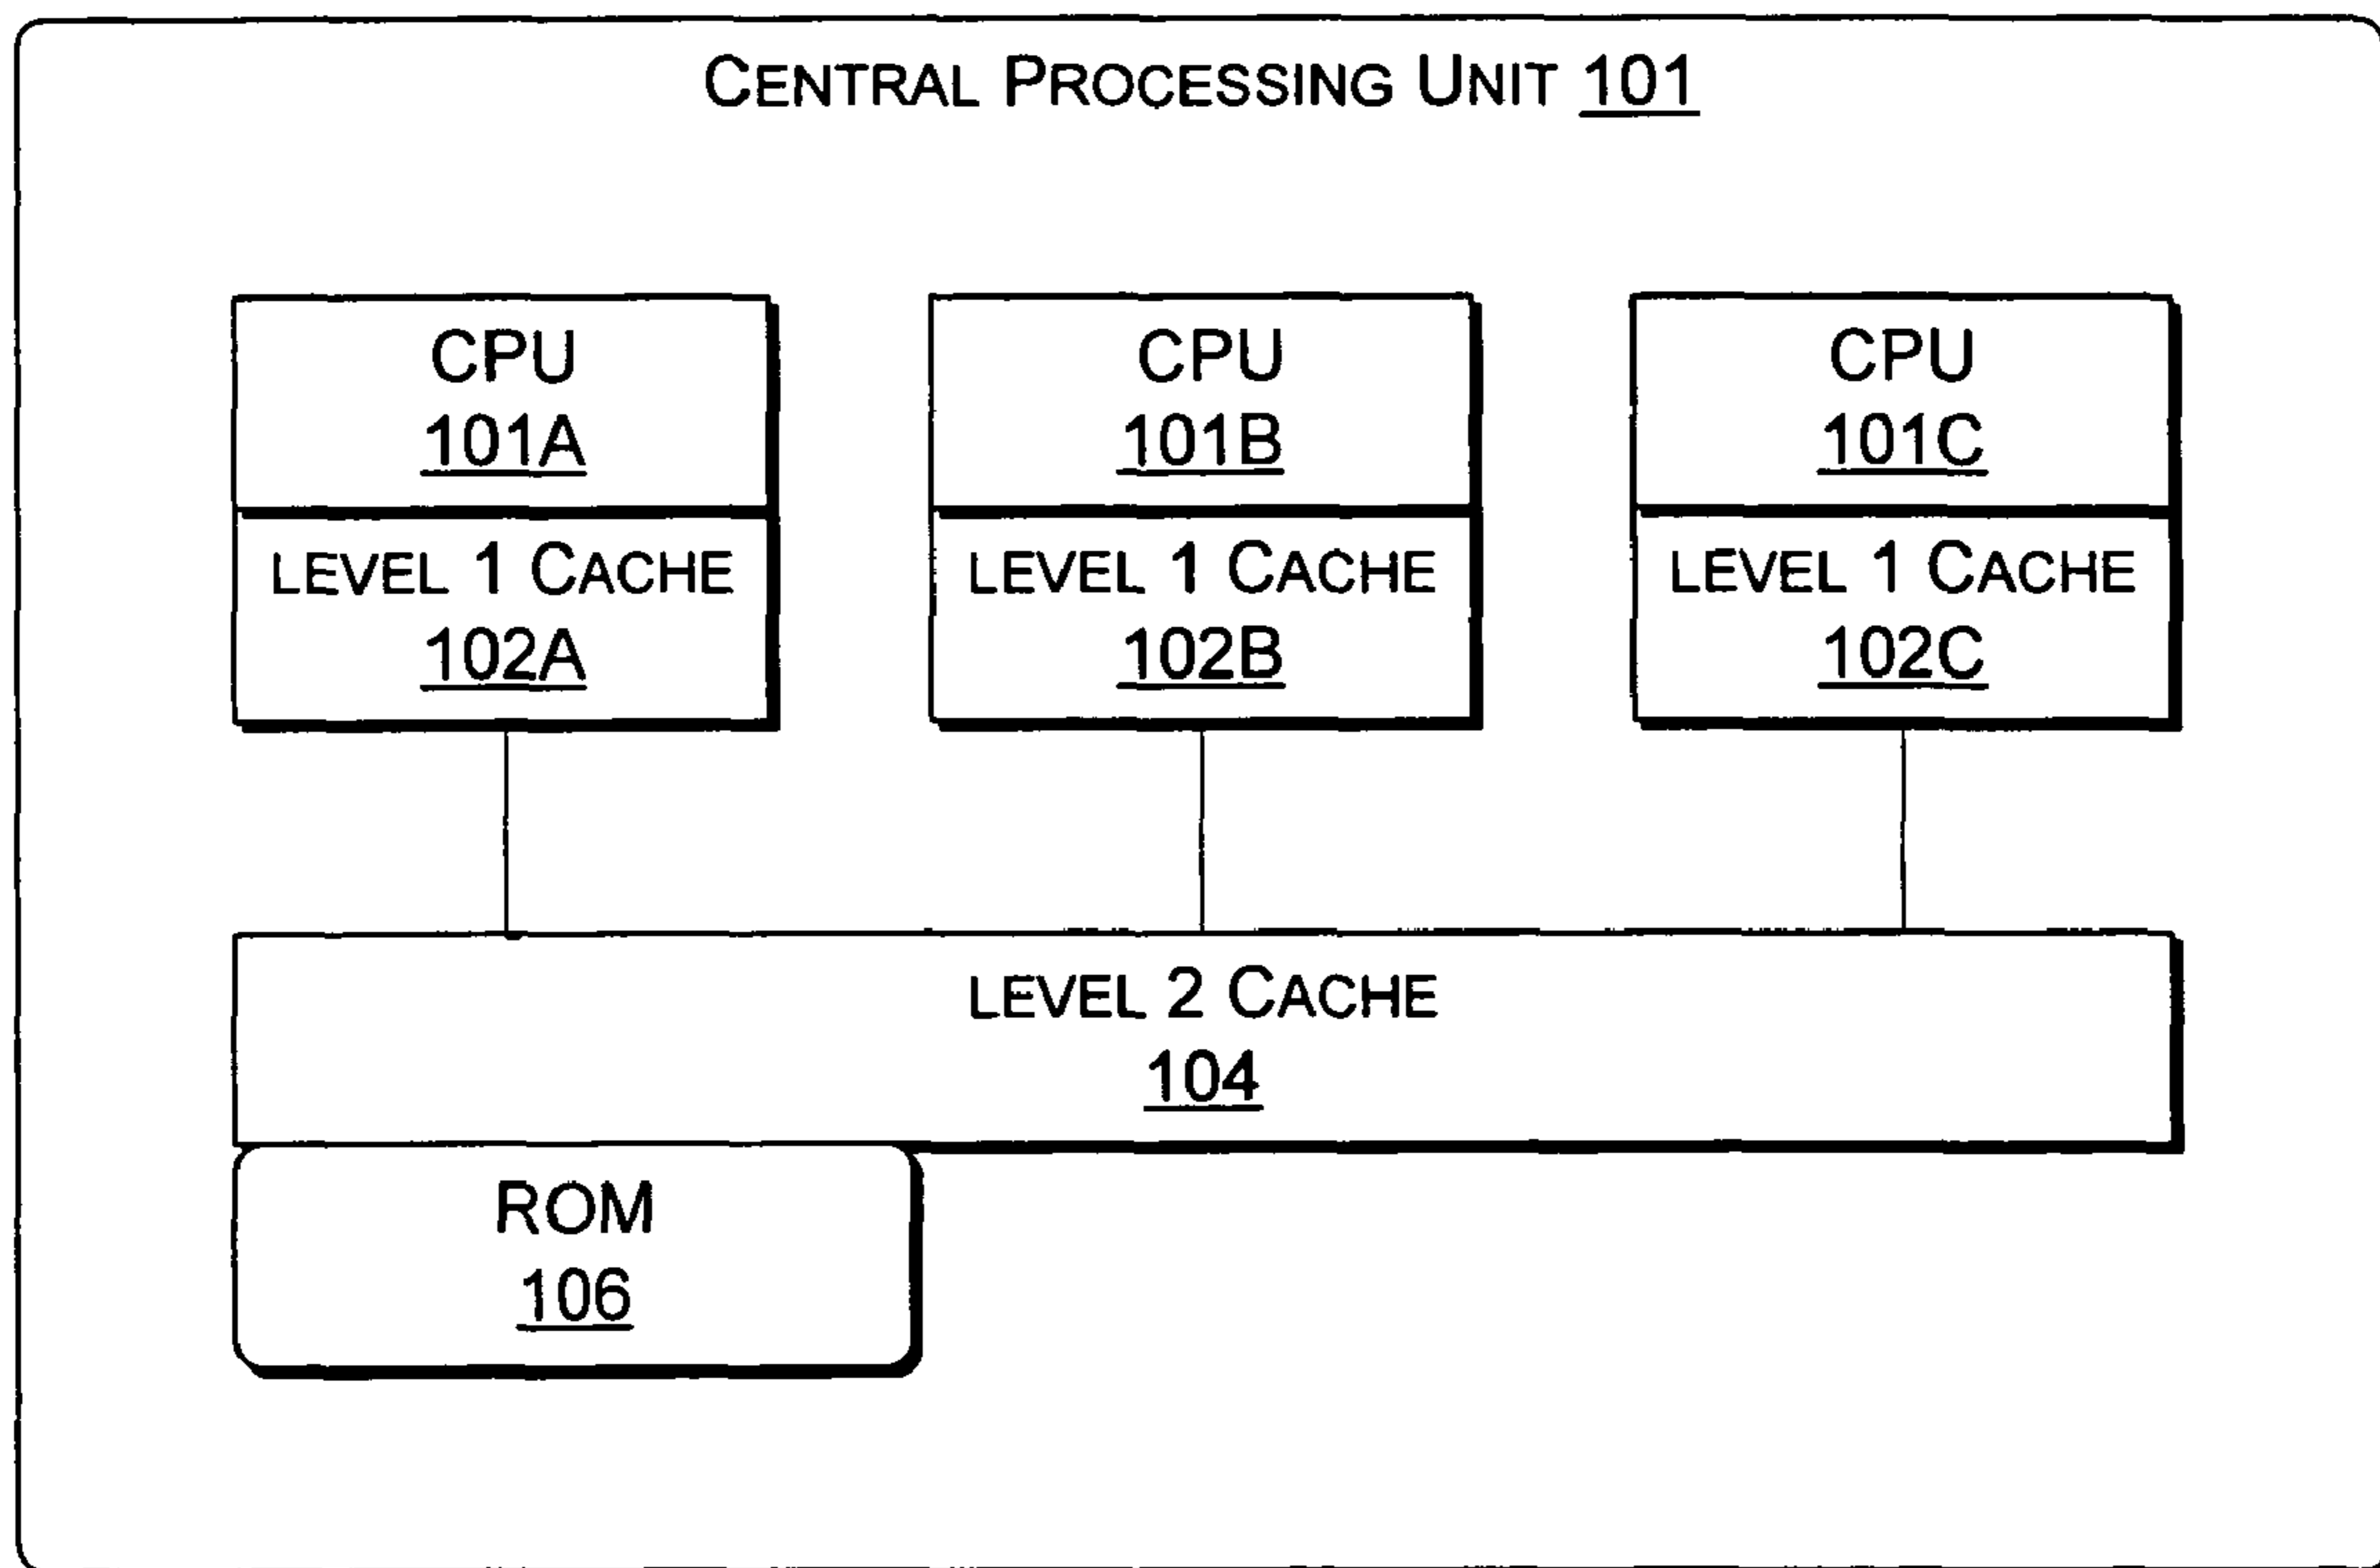 CENTRAL PROCESSING UNIT 101
CPU
101A
LEVEL 1 CACHE
102A
CPU
101B
LEVEL 1 CACHE
102B
CPU
101C
LEVEL 1 CACHE
102C
LEVEL 2 CACHE
104
ROM
106